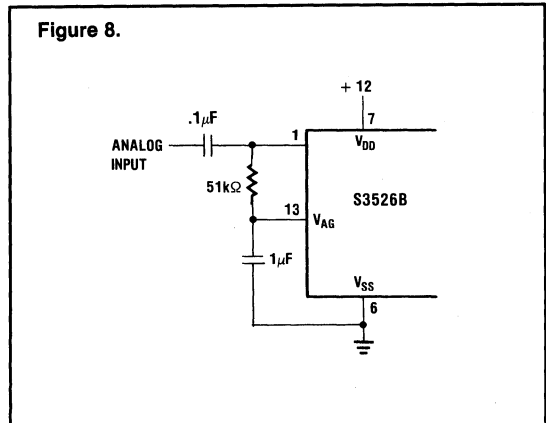 Figure 8.
+ 12
7
.1µF
ANALOG
INPUT
1
V_DD
51kΩ
S3526B
13
V_AG
1µF
V_SS
6